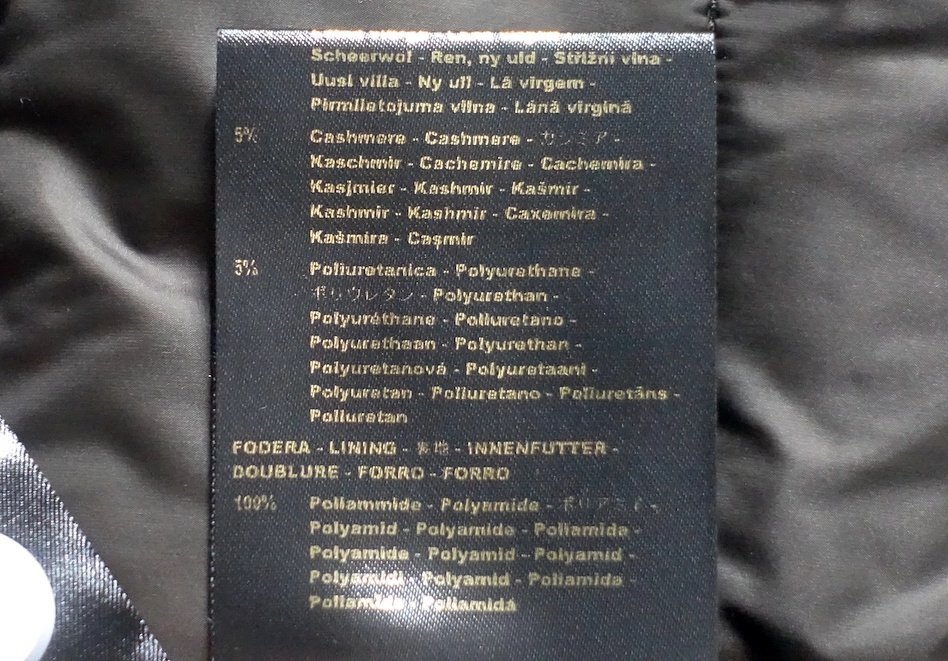 Scheerwol - Ren, ny uld - Střižní vlna -
Uusi villa - Ny ull - Lã virgem -
Pirmlietojuma vilna - Lână virgină
5% Cashmere - Cashmere - カシミア -
Kaschmir - Cachemire - Cachemira -
Kasjmier - Kashmir - Kašmír -
Kashmir - Kashmir - Caxemira -
Kašmira - Caşmir
5% Poliuretanica - Polyurethane -
ポリウレタン - Polyurethan -
Polyuréthane - Poliuretano -
Polyurethaan - Polyurethan -
Polyuretanová - Polyuretaani -
Polyuretan - Poliuretano - Poliuretāns -
Poliuretan
FODERA - LINING - 裏地 - INNENFUTTER -
DOUBLURE - FORRO - FORRO
100% Poliammide - Polyamide - ポリアミド -
Polyamid - Polyamide - Poliamida -
Polyamide - Polyamid - Polyamid -
Polyamidi - Polyamid - Poliamida -
Poliamīds - Poliamidă